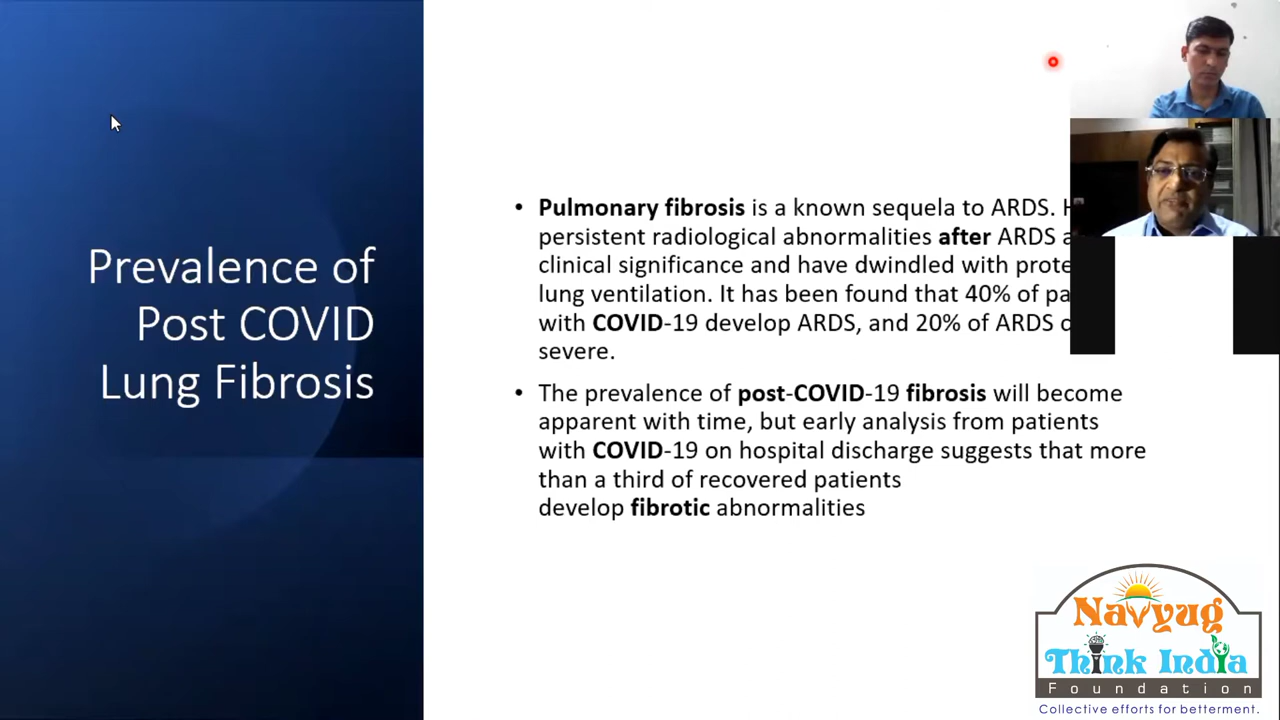 Prevalence of
Post COVID
Lung Fibrosis
• Pulmonary fibrosis is a known sequela to ARDS.
persistent radiological abnormalities after ARDS
clinical significance and have dwindled with
lung ventilation. It has been found that 40% of
with COVID-19 develop ARDS, and 20% of ARDS
severe.
• The prevalence of post-COVID-19 fibrosis will become
apparent with time, but early analysis from patients
with COVID-19 on hospital discharge suggests that more
than a third of recovered patients
develop fibrotic abnormalities
Navyug
Think India
Foundation
Collective efforts for betterment.